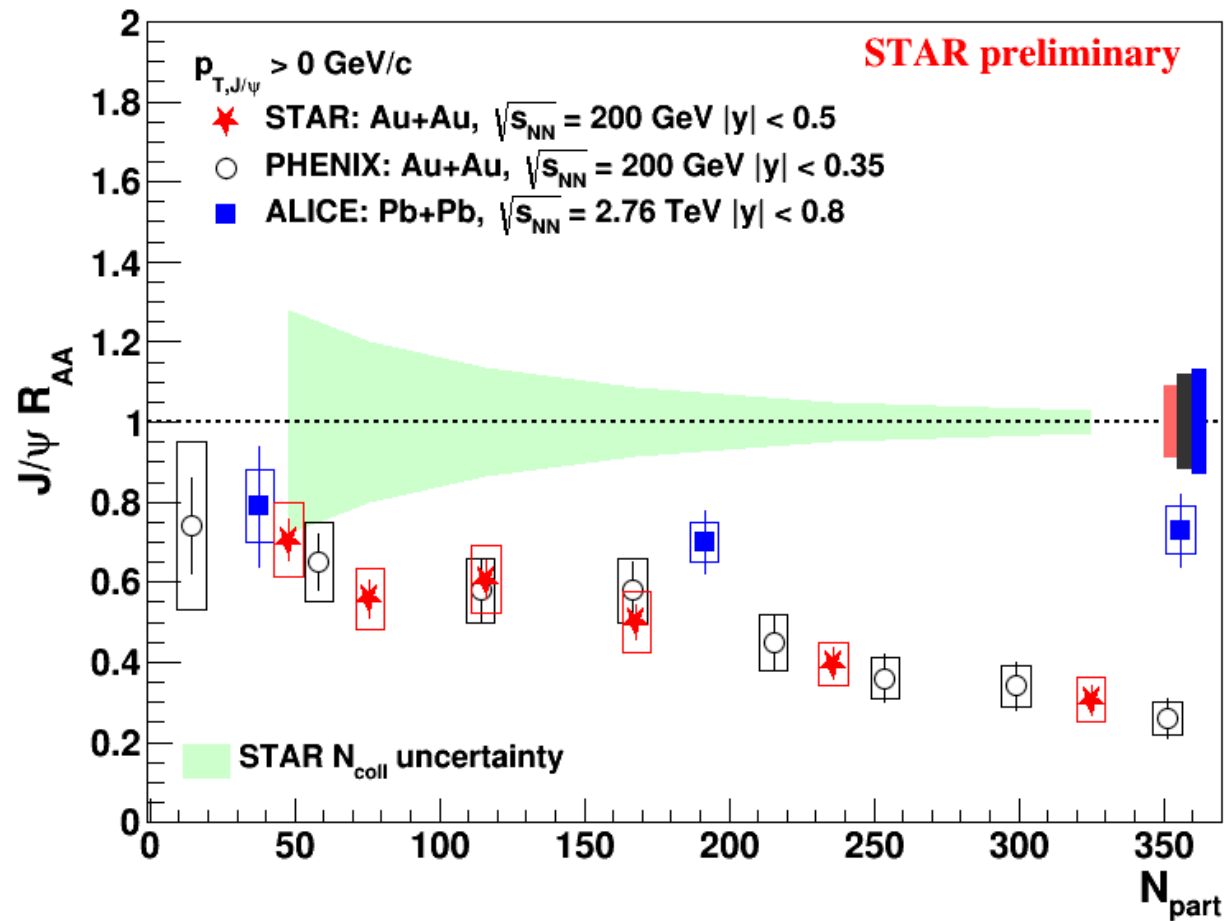 STAR preliminary
p_T,J/ψ > 0 GeV/c
STAR: Au+Au, √s_NN = 200 GeV |y| < 0.5
PHENIX: Au+Au, √s_NN = 200 GeV |y| < 0.35
ALICE: Pb+Pb, √s_NN = 2.76 TeV |y| < 0.8
J/ψ R_AA
2
1.8
1.6
1.4
1.2
1
0.8
0.6
0.4
0.2
0
STAR N_coll uncertainty
0 50 100 150 200 250 300 350
N_part